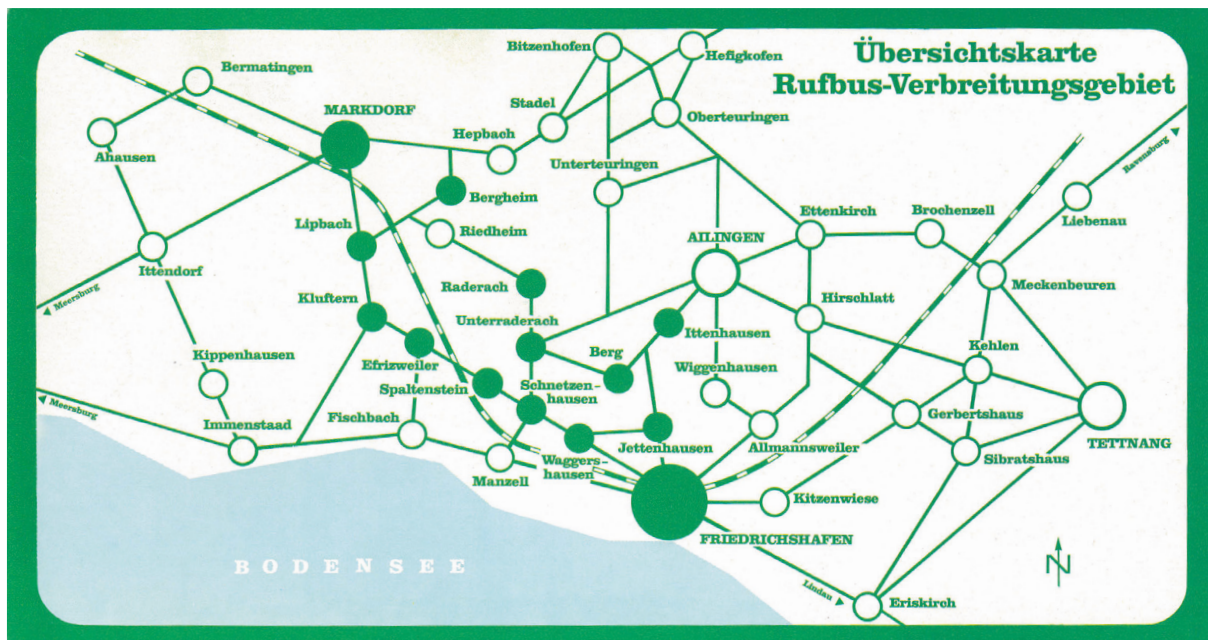 Übersichtskarte
Rufbus-Verbreitungsgebiet
Bitzenhofen
Hefigkofen
Bermatingen
MARKDORF
Stadel
Oberteuringen
Hepbach
Ahausen
Unterteuringen
Ravensburg
Bergheim
Lipbach
Riedheim
Ettenkirch
Brochenzell
Liebenau
AILINGEN
Ittendorf
Meersburg
Raderach
Meckenbeuren
Kluftern
Hirschlatt
Unterraderach
Ittenhausen
Kippenhausen
Efrizweiler
Berg
Wiggenhausen
Kehlen
Spaltenstein
Schnetzen-
hausen
Meersburg
Immenstaad
Fischbach
Gerbertshaus
Jettenhausen
Allmannsweiler
TETTNANG
Waggers-
hausen
Sibratshaus
Manzell
Kitzenwiese
FRIEDRICHSHAFEN
BODENSEE
N
Lindau
Eriskirch